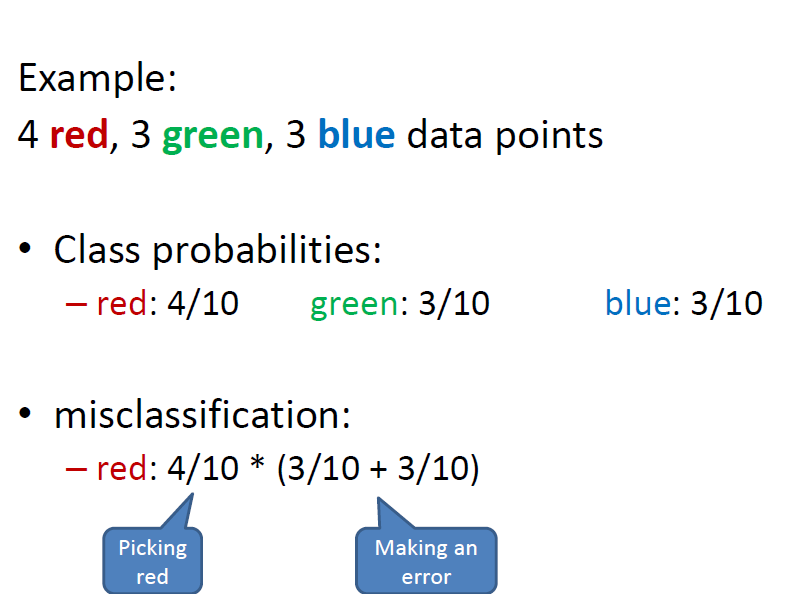 Example:
4 red, 3 green, 3 blue data points
• Class probabilities:
– red: 4/10 green: 3/10 blue: 3/10
• misclassification:
– red: 4/10 * (3/10 + 3/10)
Picking
red
Making an
error